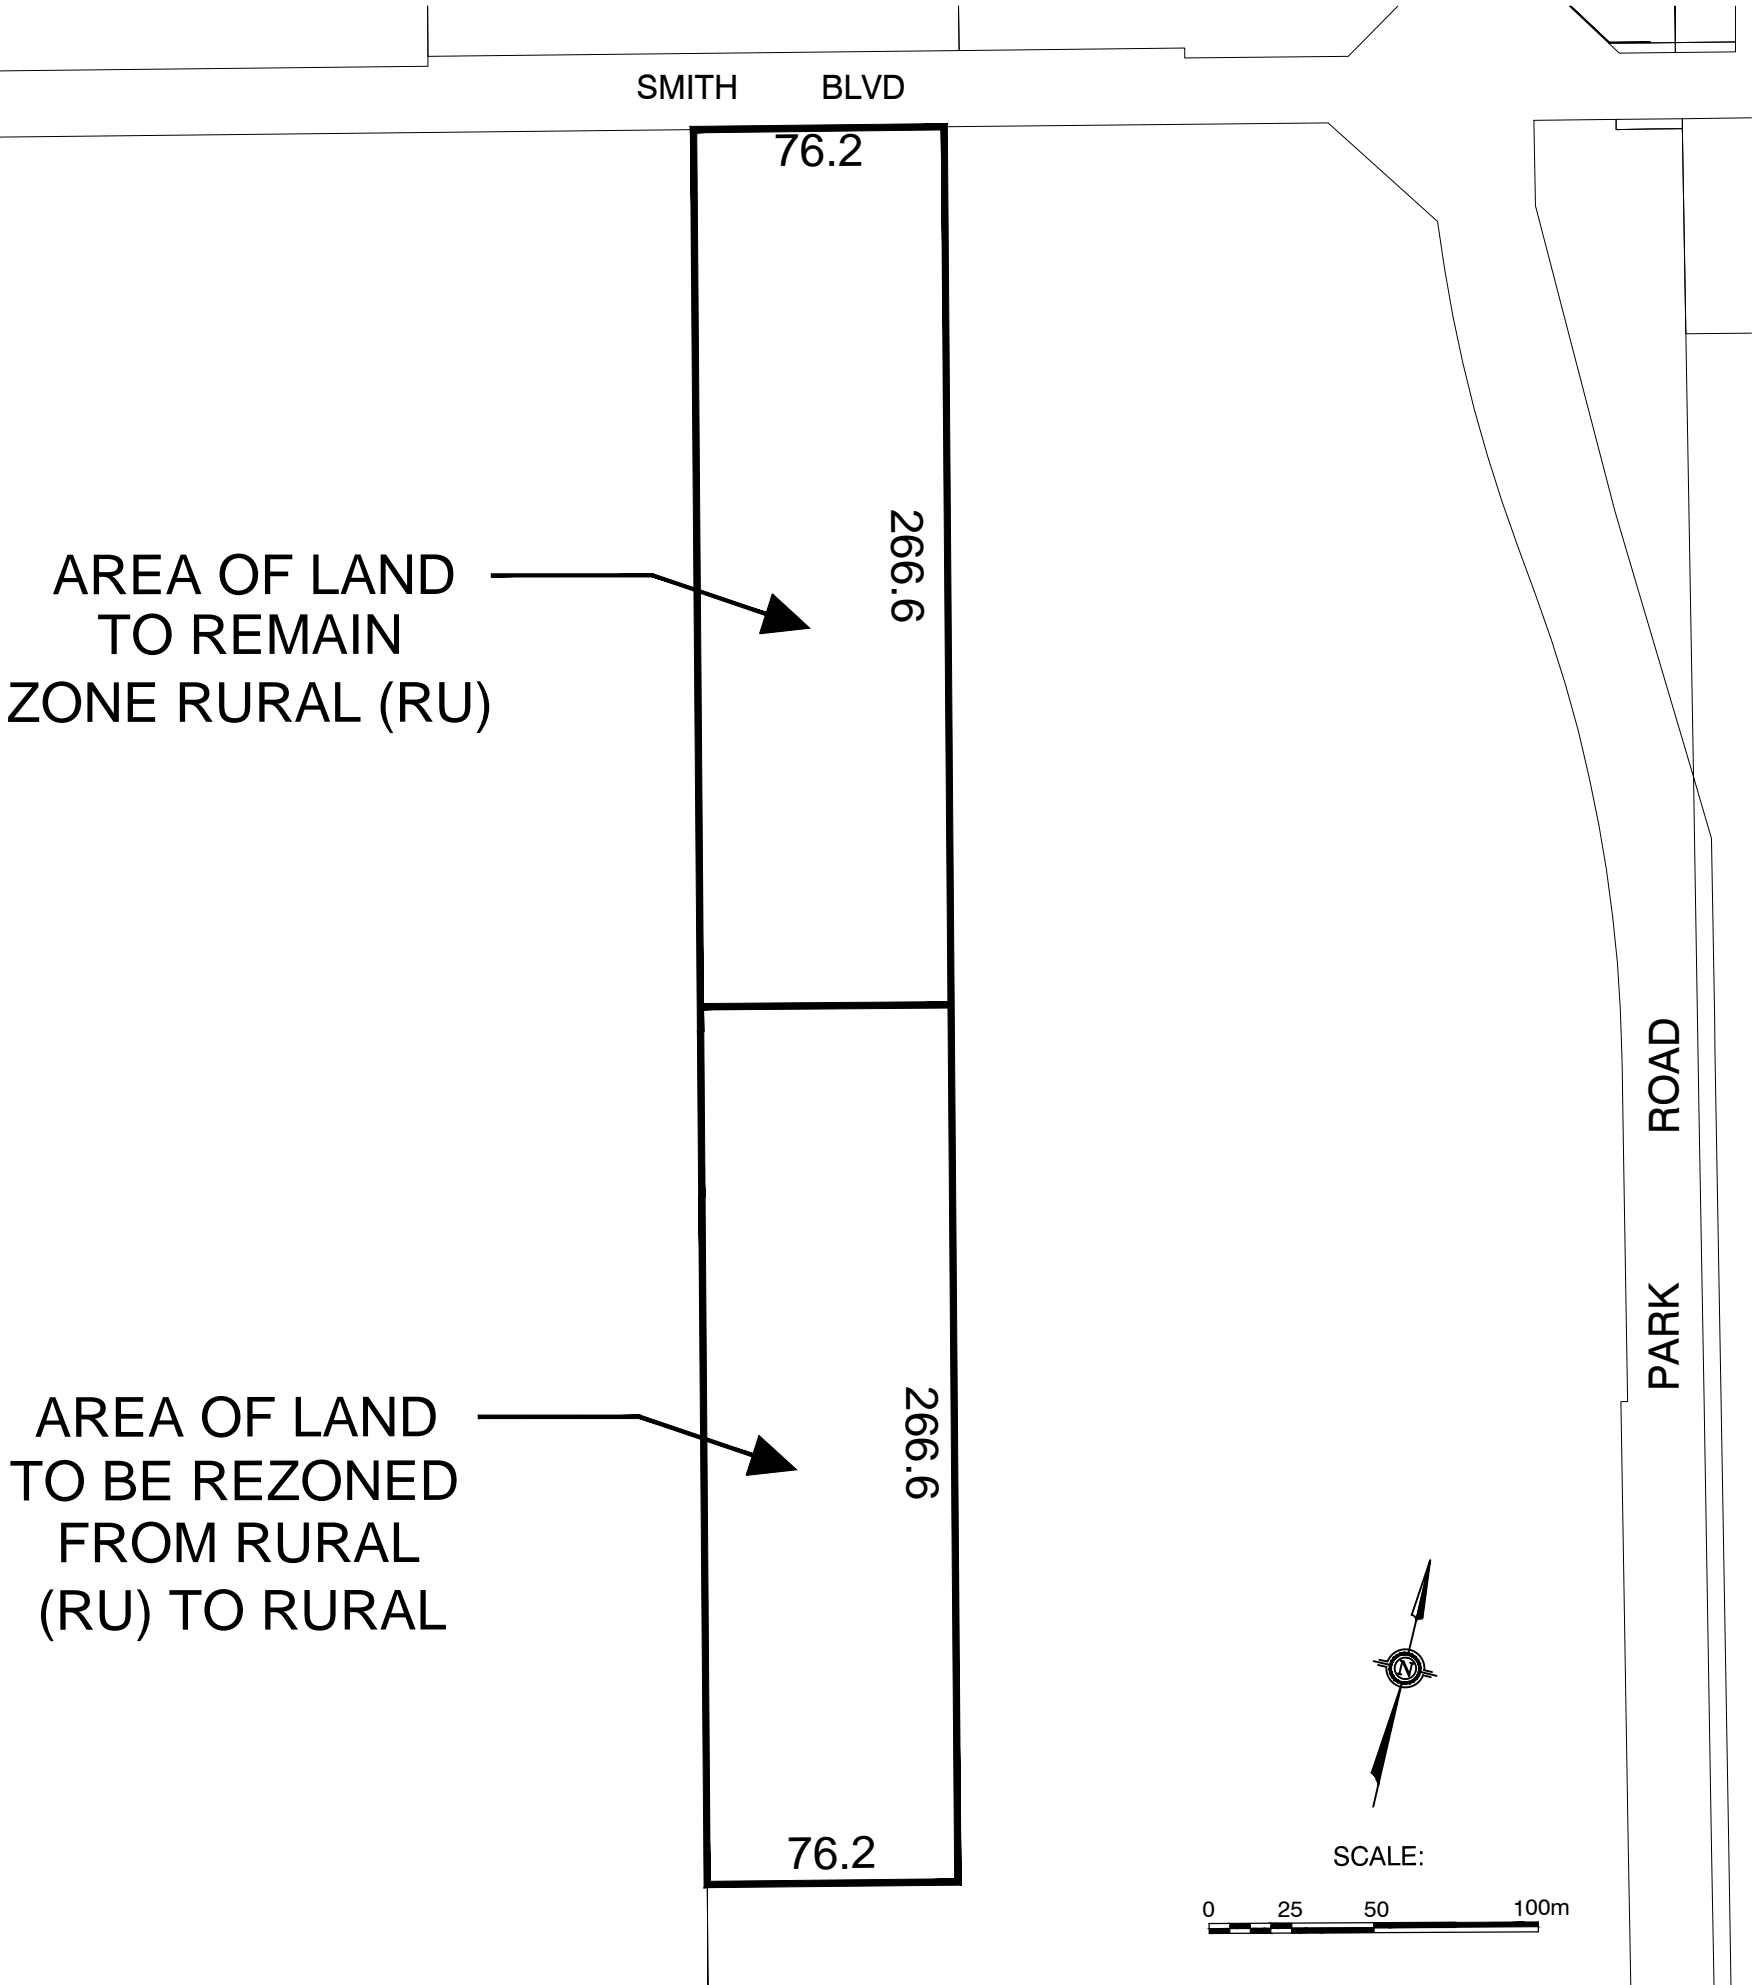 SMITH BLVD
76.2
266.6
AREA OF LAND
TO REMAIN
ZONE RURAL (RU)
PARK ROAD
266.6
AREA OF LAND
TO BE REZONED
FROM RURAL
(RU) TO RURAL
N
76.2
SCALE:
0 25 50 100m